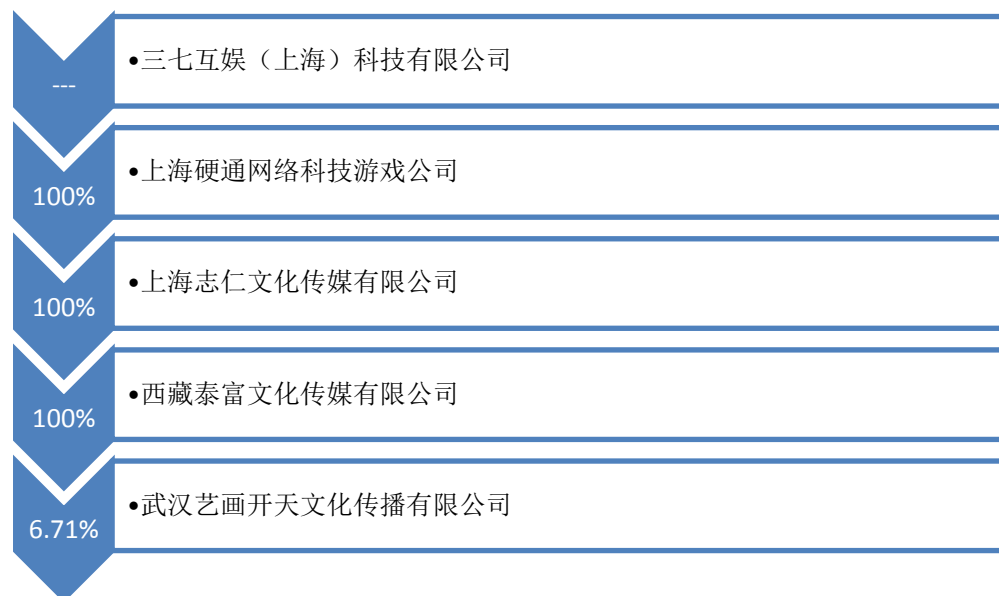 ---
•三七互娱（上海）科技有限公司
100%
•上海硬通网络科技游戏公司
100%
•上海志仁文化传媒有限公司
100%
•西藏泰富文化传媒有限公司
6.71%
•武汉艺画开天文化传播有限公司